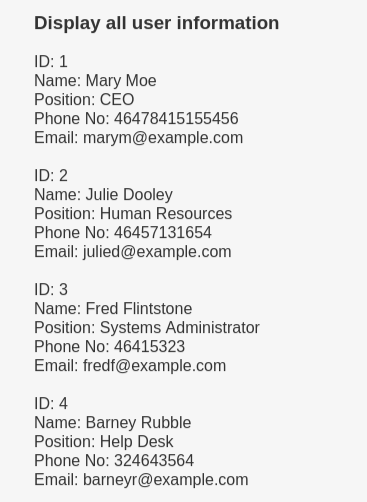 Display all user information
ID: 1
Name: Mary Moe
Position: CEO
Phone No: 46478415155456
Email: marym@example.com
ID: 2
Name: Julie Dooley
Position: Human Resources
Phone No: 46457131654
Email: julied@example.com
ID: 3
Name: Fred Flintstone
Position: Systems Administrator
Phone No: 46415323
Email: fredf@example.com
ID: 4
Name: Barney Rubble
Position: Help Desk
Phone No: 324643564
Email: barneyr@example.com